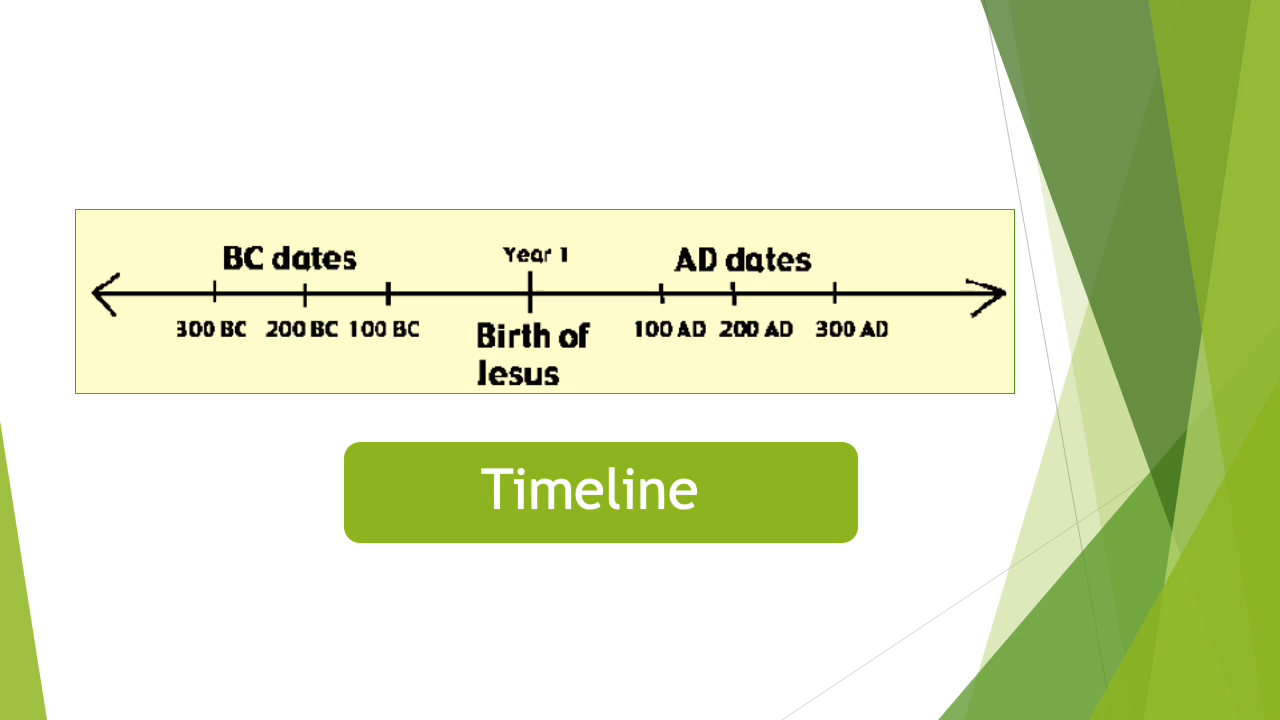 BC dates
Year 1
AD dates
300 BC
200 BC
100 BC
Birth of
Jesus
100 AD
200 AD
300 AD
Timeline